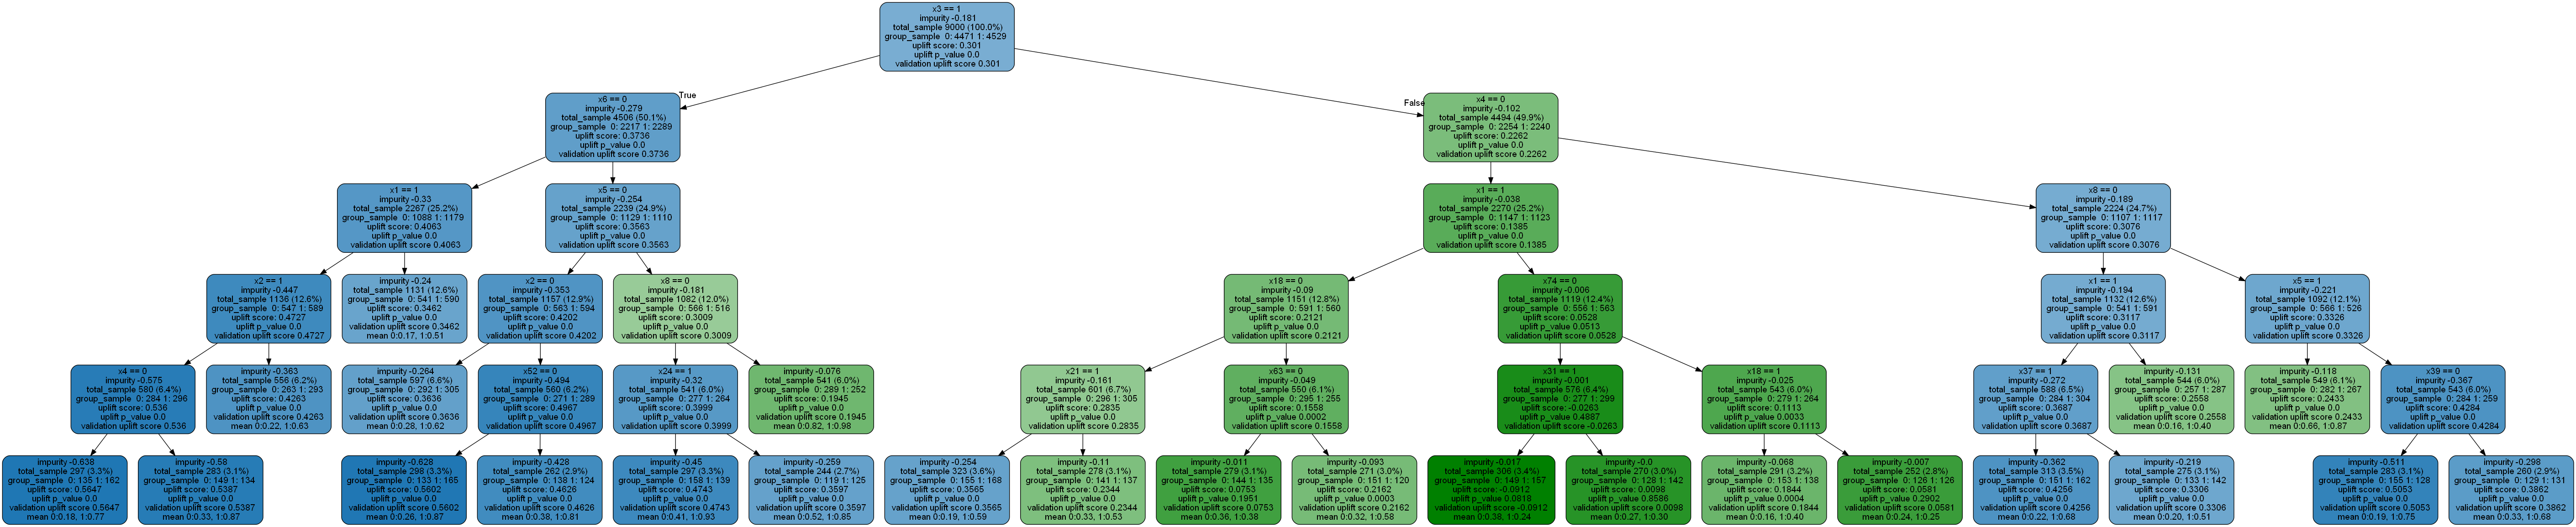 x3 == 1
impurity -0.181
total_sample 9000 (100.0%)
group_sample 0: 4471 1: 4529
uplift score: 0.301
uplift p_value 0.0
validation uplift score 0.301
True
False
x6 == 0
impurity -0.279
total_sample 4506 (50.1%)
group_sample 0: 2217 1: 2289
uplift score: 0.3736
uplift p_value 0.0
validation uplift score 0.3736
x4 == 0
impurity -0.102
total_sample 4494 (49.9%)
group_sample 0: 2254 1: 2240
uplift score: 0.2262
uplift p_value 0.0
validation uplift score 0.2262
x1 == 1
impurity -0.33
total_sample 2267 (25.2%)
group_sample 0: 1088 1: 1179
uplift score: 0.4063
uplift p_value 0.0
validation uplift score 0.4063
x5 == 0
impurity -0.254
total_sample 2239 (24.9%)
group_sample 0: 1129 1: 1110
uplift score: 0.3563
uplift p_value 0.0
validation uplift score 0.3563
x1 == 1
impurity -0.038
total_sample 2270 (25.2%)
group_sample 0: 1147 1: 1123
uplift score: 0.1385
uplift p_value 0.0
validation uplift score 0.1385
x8 == 0
impurity -0.189
total_sample 2224 (24.7%)
group_sample 0: 1107 1: 1117
uplift score: 0.3076
uplift p_value 0.0
validation uplift score 0.3076
x2 == 1
impurity -0.447
total_sample 1136 (12.6%)
group_sample 0: 547 1: 589
uplift score: 0.4727
uplift p_value 0.0
validation uplift score 0.4727
impurity -0.24
total_sample 1131 (12.6%)
group_sample 0: 541 1: 590
uplift score: 0.3462
uplift p_value 0.0
validation uplift score 0.3462
mean 0:0.17, 1:0.51
x2 == 0
impurity -0.353
total_sample 1157 (12.9%)
group_sample 0: 563 1: 594
uplift score: 0.4202
uplift p_value 0.0
validation uplift score 0.4202
x8 == 0
impurity -0.181
total_sample 1082 (12.0%)
group_sample 0: 566 1: 516
uplift score: 0.3009
uplift p_value 0.0
validation uplift score 0.3009
x18 == 0
impurity -0.09
total_sample 1151 (12.8%)
group_sample 0: 591 1: 560
uplift score: 0.2121
uplift p_value 0.0
validation uplift score 0.2121
x74 == 0
impurity -0.006
total_sample 1119 (12.4%)
group_sample 0: 556 1: 563
uplift score: 0.0528
uplift p_value 0.0513
validation uplift score 0.0528
x1 == 1
impurity -0.194
total_sample 1132 (12.6%)
group_sample 0: 541 1: 591
uplift score: 0.3117
uplift p_value 0.0
validation uplift score 0.3117
x5 == 1
impurity -0.221
total_sample 1092 (12.1%)
group_sample 0: 566 1: 526
uplift score: 0.3326
uplift p_value 0.0
validation uplift score 0.3326
x4 == 0
impurity -0.575
total_sample 580 (6.4%)
group_sample 0: 284 1: 296
uplift score: 0.536
uplift p_value 0.0
validation uplift score 0.536
impurity -0.363
total_sample 556 (6.2%)
group_sample 0: 263 1: 293
uplift score: 0.4263
uplift p_value 0.0
validation uplift score 0.4263
mean 0:0.22, 1:0.63
impurity -0.264
total_sample 597 (6.6%)
group_sample 0: 292 1: 305
uplift score: 0.3636
uplift p_value 0.0
validation uplift score 0.3636
mean 0:0.28, 1:0.62
x52 == 0
impurity -0.494
total_sample 560 (6.2%)
group_sample 0: 271 1: 289
uplift score: 0.4967
uplift p_value 0.0
validation uplift score 0.4967
x24 == 1
impurity -0.32
total_sample 541 (6.0%)
group_sample 0: 277 1: 264
uplift score: 0.3999
uplift p_value 0.0
validation uplift score 0.3999
impurity -0.076
total_sample 541 (6.0%)
group_sample 0: 289 1: 252
uplift score: 0.1945
uplift p_value 0.0
validation uplift score 0.1945
mean 0:0.82, 1:0.98
x21 == 1
impurity -0.161
total_sample 601 (6.7%)
group_sample 0: 296 1: 305
uplift score: 0.2835
uplift p_value 0.0
validation uplift score 0.2835
x63 == 0
impurity -0.049
total_sample 550 (6.1%)
group_sample 0: 295 1: 255
uplift score: 0.1558
uplift p_value 0.0002
validation uplift score 0.1558
x31 == 1
impurity -0.001
total_sample 576 (6.4%)
group_sample 0: 277 1: 299
uplift score: -0.0263
uplift p_value 0.4887
validation uplift score -0.0263
x18 == 1
impurity -0.025
total_sample 543 (6.0%)
group_sample 0: 279 1: 264
uplift score: 0.1113
uplift p_value 0.0033
validation uplift score 0.1113
x37 == 1
impurity -0.272
total_sample 588 (6.5%)
group_sample 0: 284 1: 304
uplift score: 0.3687
uplift p_value 0.0
validation uplift score 0.3687
impurity -0.131
total_sample 544 (6.0%)
group_sample 0: 257 1: 287
uplift score: 0.2558
uplift p_value 0.0
validation uplift score 0.2558
mean 0:0.16, 1:0.40
impurity -0.118
total_sample 549 (6.1%)
group_sample 0: 282 1: 267
uplift score: 0.2433
uplift p_value 0.0
validation uplift score 0.2433
mean 0:0.66, 1:0.87
x39 == 0
impurity -0.367
total_sample 543 (6.0%)
group_sample 0: 284 1: 259
uplift score: 0.4284
uplift p_value 0.0
validation uplift score 0.4284
impurity -0.638
total_sample 297 (3.3%)
group_sample 0: 135 1: 162
uplift score: 0.5647
uplift p_value 0.0
validation uplift score 0.5647
mean 0:0.18, 1:0.77
impurity -0.58
total_sample 283 (3.1%)
group_sample 0: 149 1: 134
uplift score: 0.5387
uplift p_value 0.0
validation uplift score 0.5387
mean 0:0.33, 1:0.87
impurity -0.628
total_sample 298 (3.3%)
group_sample 0: 133 1: 165
uplift score: 0.5602
uplift p_value 0.0
validation uplift score 0.5602
mean 0:0.26, 1:0.87
impurity -0.428
total_sample 262 (2.9%)
group_sample 0: 138 1: 124
uplift score: 0.4626
uplift p_value 0.0
validation uplift score 0.4626
mean 0:0.38, 1:0.81
impurity -0.45
total_sample 297 (3.3%)
group_sample 0: 158 1: 139
uplift score: 0.4743
uplift p_value 0.0
validation uplift score 0.4743
mean 0:0.41, 1:0.93
impurity -0.259
total_sample 244 (2.7%)
group_sample 0: 119 1: 125
uplift score: 0.3597
uplift p_value 0.0
validation uplift score 0.3597
mean 0:0.52, 1:0.85
impurity -0.254
total_sample 323 (3.6%)
group_sample 0: 155 1: 168
uplift score: 0.3565
uplift p_value 0.0
validation uplift score 0.3565
mean 0:0.19, 1:0.59
impurity -0.11
total_sample 278 (3.1%)
group_sample 0: 141 1: 137
uplift score: 0.2344
uplift p_value 0.0
validation uplift score 0.2344
mean 0:0.33, 1:0.53
impurity -0.011
total_sample 279 (3.1%)
group_sample 0: 144 1: 135
uplift score: 0.0753
uplift p_value 0.1951
validation uplift score 0.0753
mean 0:0.36, 1:0.38
impurity -0.093
total_sample 271 (3.0%)
group_sample 0: 151 1: 120
uplift score: 0.2162
uplift p_value 0.0003
validation uplift score 0.2162
mean 0:0.32, 1:0.58
impurity -0.017
total_sample 306 (3.4%)
group_sample 0: 149 1: 157
uplift score: -0.0912
uplift p_value 0.0818
validation uplift score -0.0912
mean 0:0.38, 1:0.24
impurity -0.0
total_sample 270 (3.0%)
group_sample 0: 128 1: 142
uplift score: 0.0098
uplift p_value 0.8586
validation uplift score 0.0098
mean 0:0.27, 1:0.30
impurity -0.068
total_sample 291 (3.2%)
group_sample 0: 153 1: 138
uplift score: 0.1844
uplift p_value 0.0004
validation uplift score 0.1844
mean 0:0.16, 1:0.40
impurity -0.007
total_sample 252 (2.8%)
group_sample 0: 126 1: 126
uplift score: 0.0581
uplift p_value 0.2902
validation uplift score 0.0581
mean 0:0.24, 1:0.25
impurity -0.362
total_sample 313 (3.5%)
group_sample 0: 151 1: 162
uplift score: 0.4256
uplift p_value 0.0
validation uplift score 0.4256
mean 0:0.22, 1:0.68
impurity -0.219
total_sample 275 (3.1%)
group_sample 0: 133 1: 142
uplift score: 0.3306
uplift p_value 0.0
validation uplift score 0.3306
mean 0:0.20, 1:0.51
impurity -0.511
total_sample 283 (3.1%)
group_sample 0: 155 1: 128
uplift score: 0.5053
uplift p_value 0.0
validation uplift score 0.5053
mean 0:0.19, 1:0.75
impurity -0.298
total_sample 260 (2.9%)
group_sample 0: 129 1: 131
uplift score: 0.3862
uplift p_value 0.0
validation uplift score 0.3862
mean 0:0.33, 1:0.68